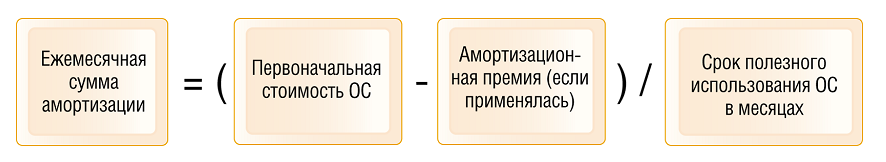 Ежемесячная
сумма
амортизации
= (
Первоначальная
стоимость ОС
-
Амортизацион-
ная премия (если
применялась)
) /
Срок полезного
использования ОС
в месяцах